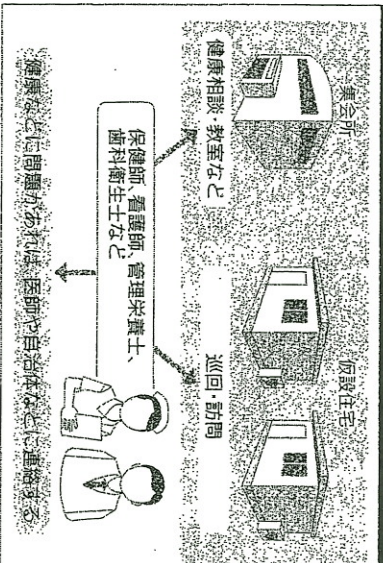 集会所
仮設住宅
健康相談・教室など
巡回・訪問
保健師、看護師、管理栄養士、
歯科衛生士など
健康などに問題があれば、医師や自治体などに連絡する